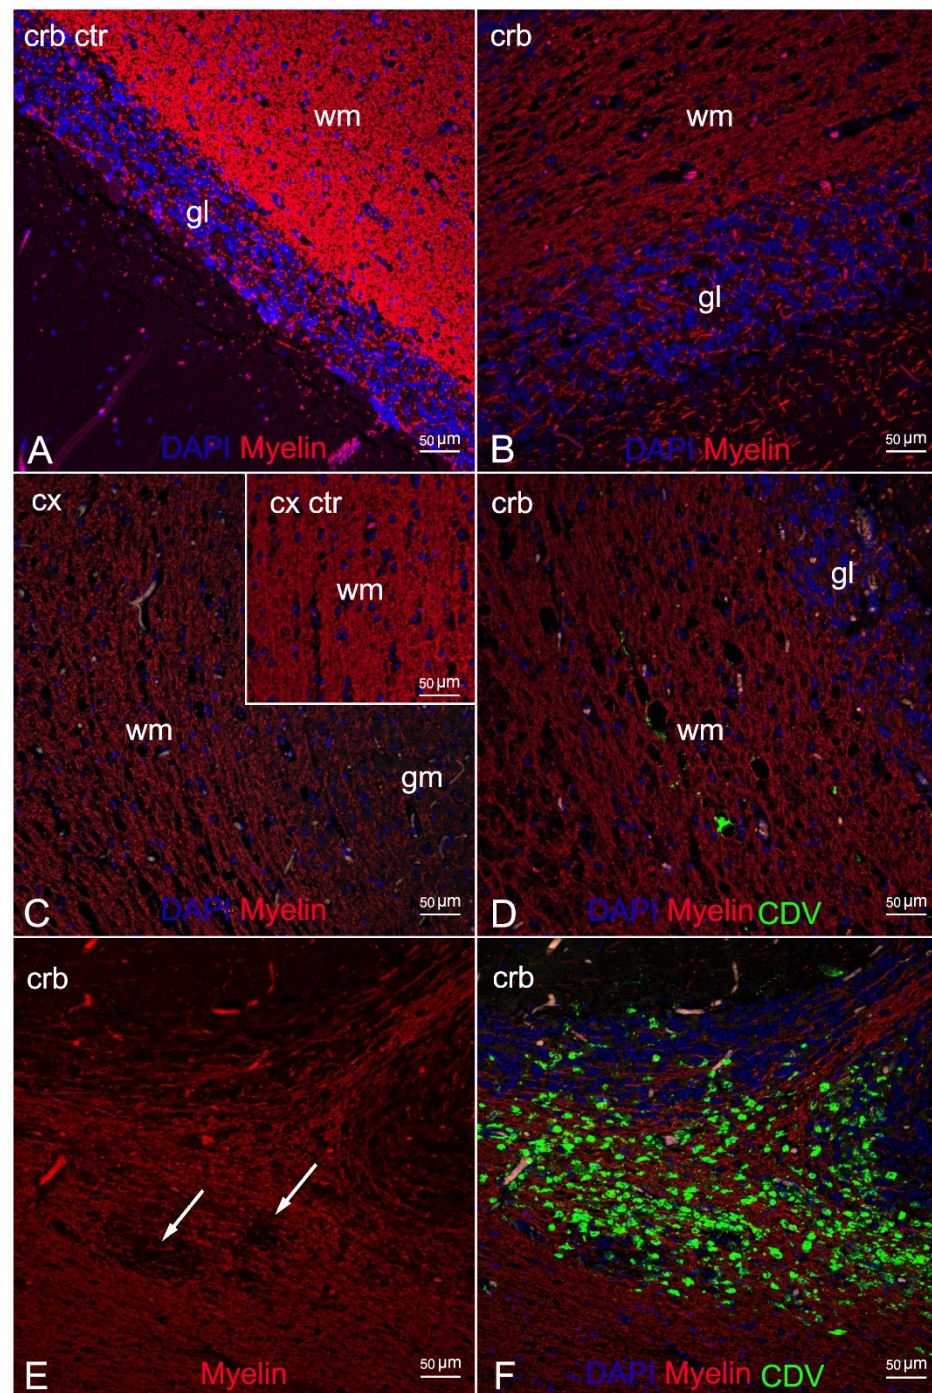 crb ctr
wm
gl
A
DAPI Myelin
50 µm
crb
wm
gl
B
DAPI Myelin
50 µm
cx
cx ctr
wm
50 µm
wm
gm
C
DAPI Myelin
50 µm
crb
gl
wm
D
DAPI Myelin CDV
50 µm
crb
E
Myelin
50 µm
crb
F
DAPI Myelin CDV
50 µm